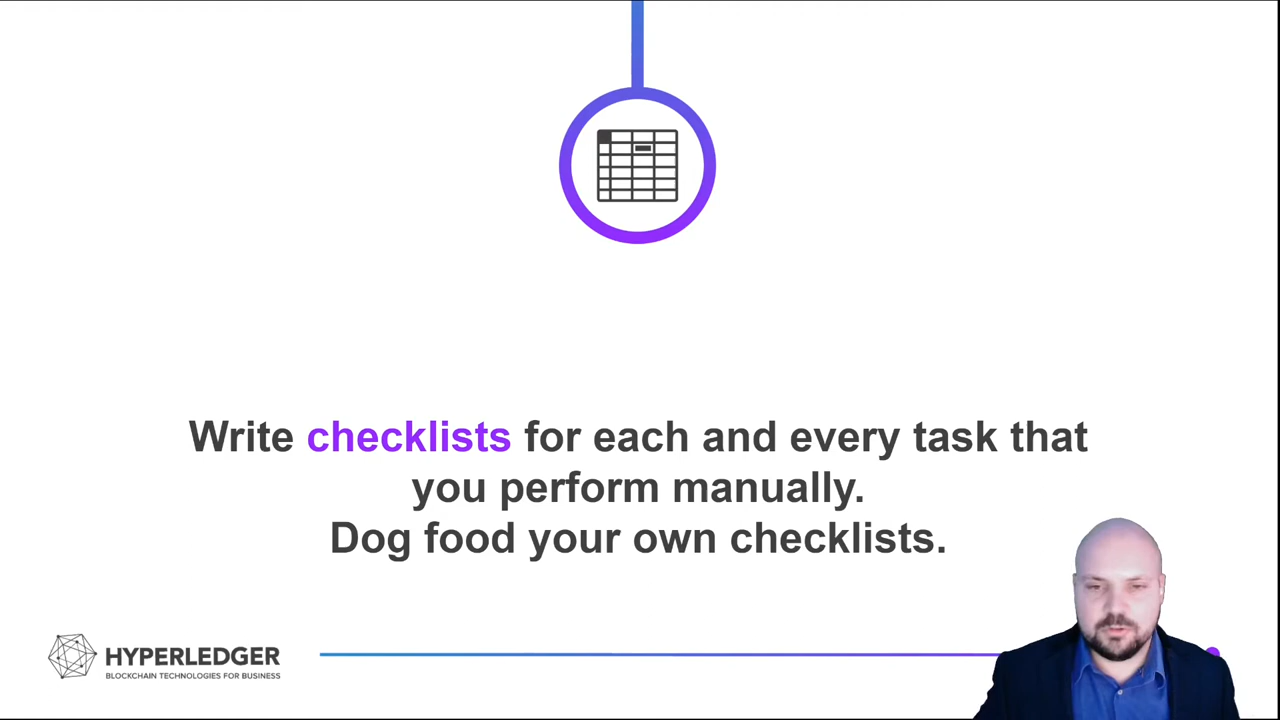 Write checklists for each and every task that
you perform manually.
Dog food your own checklists.
HYPERLEDGER
BLOCKCHAIN TECHNOLOGIES FOR BUSINESS